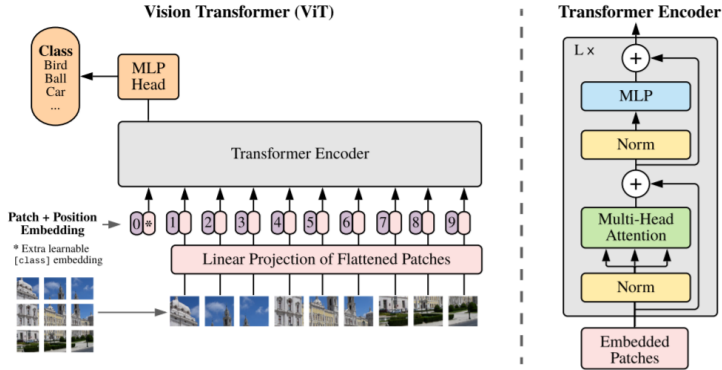 Vision Transformer (ViT)
Class
Bird
Ball
Car
...
MLP
Head
Transformer Encoder
Patch + Position
Embedding
* Extra learnable
[class] embedding
0 * 1 2 3 4 5 6 7 8 9
Linear Projection of Flattened Patches
Transformer Encoder
L ×
+
MLP
Norm
+
Multi-Head
Attention
Norm
Embedded
Patches